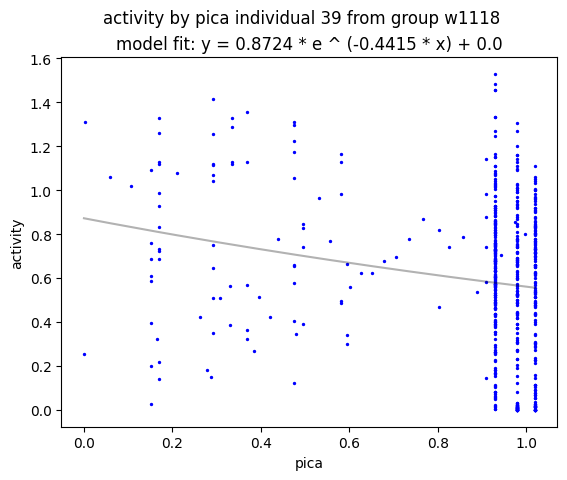 activity by pica individual 39 from group w1118
model fit: y = 0.8724 * e ^ (-0.4415 * x) + 0.0
1.6
1.4
1.2
1.0
0.8
0.6
0.4
0.2
0.0
activity
0.0 0.2 0.4 0.6 0.8 1.0
pica